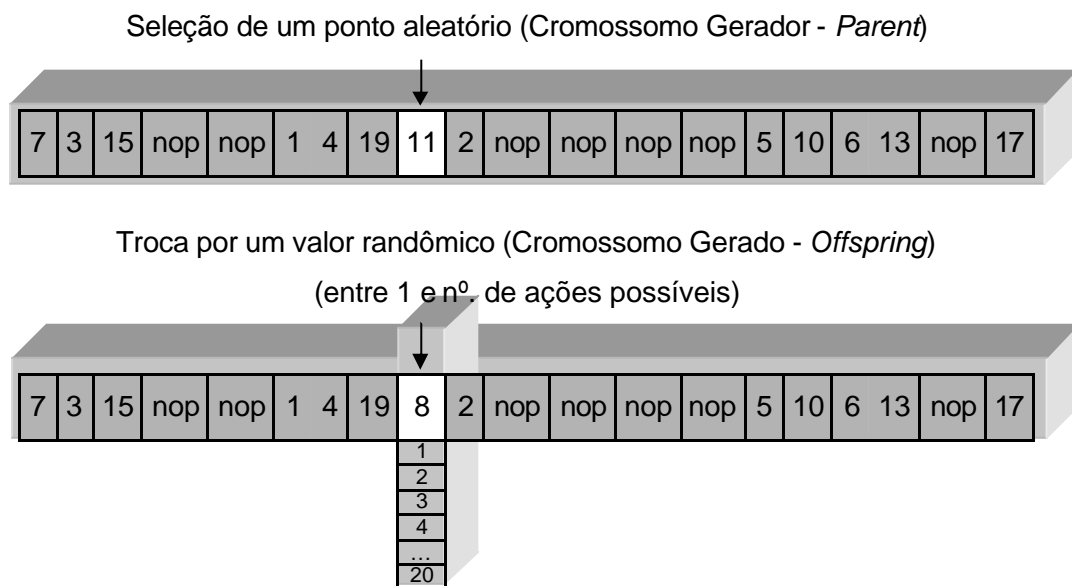 Seleção de um ponto aleatório (Cromossomo Gerador - Parent)
7 3 15 nop nop 1 4 19 11 2 nop nop nop nop 5 10 6 13 nop 17
Troca por um valor randômico (Cromossomo Gerado - Offspring)
(entre 1 e nº. de ações possíveis)
7 3 15 nop nop 1 4 19 8 2 nop nop nop nop 5 10 6 13 nop 17
1
2
3
4
...
20